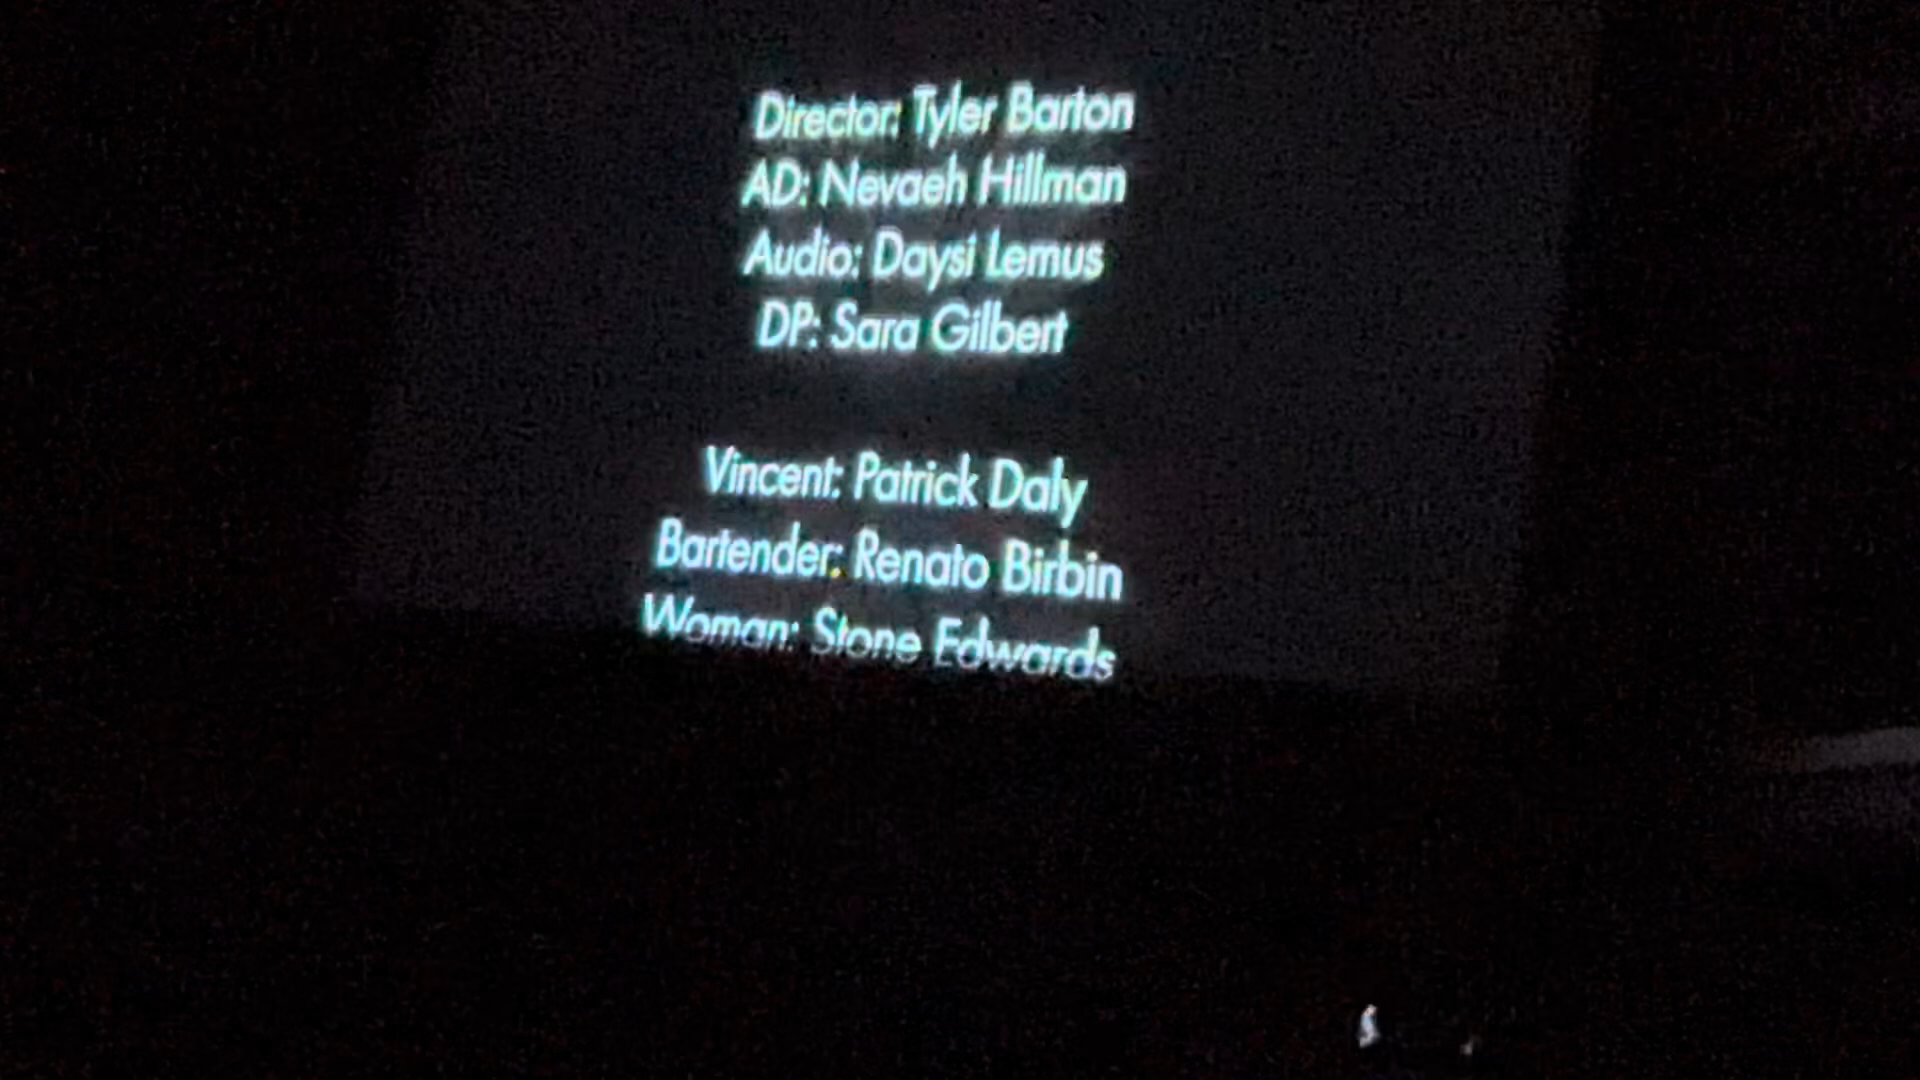 Director: Tyler Barton
AD: Nevaeh Hillman
Audio: Daysi Lemus
DP: Sara Gilbert
Vincent: Patrick Daly
Bartender: Renato Birbin
Woman: Stone Edwards